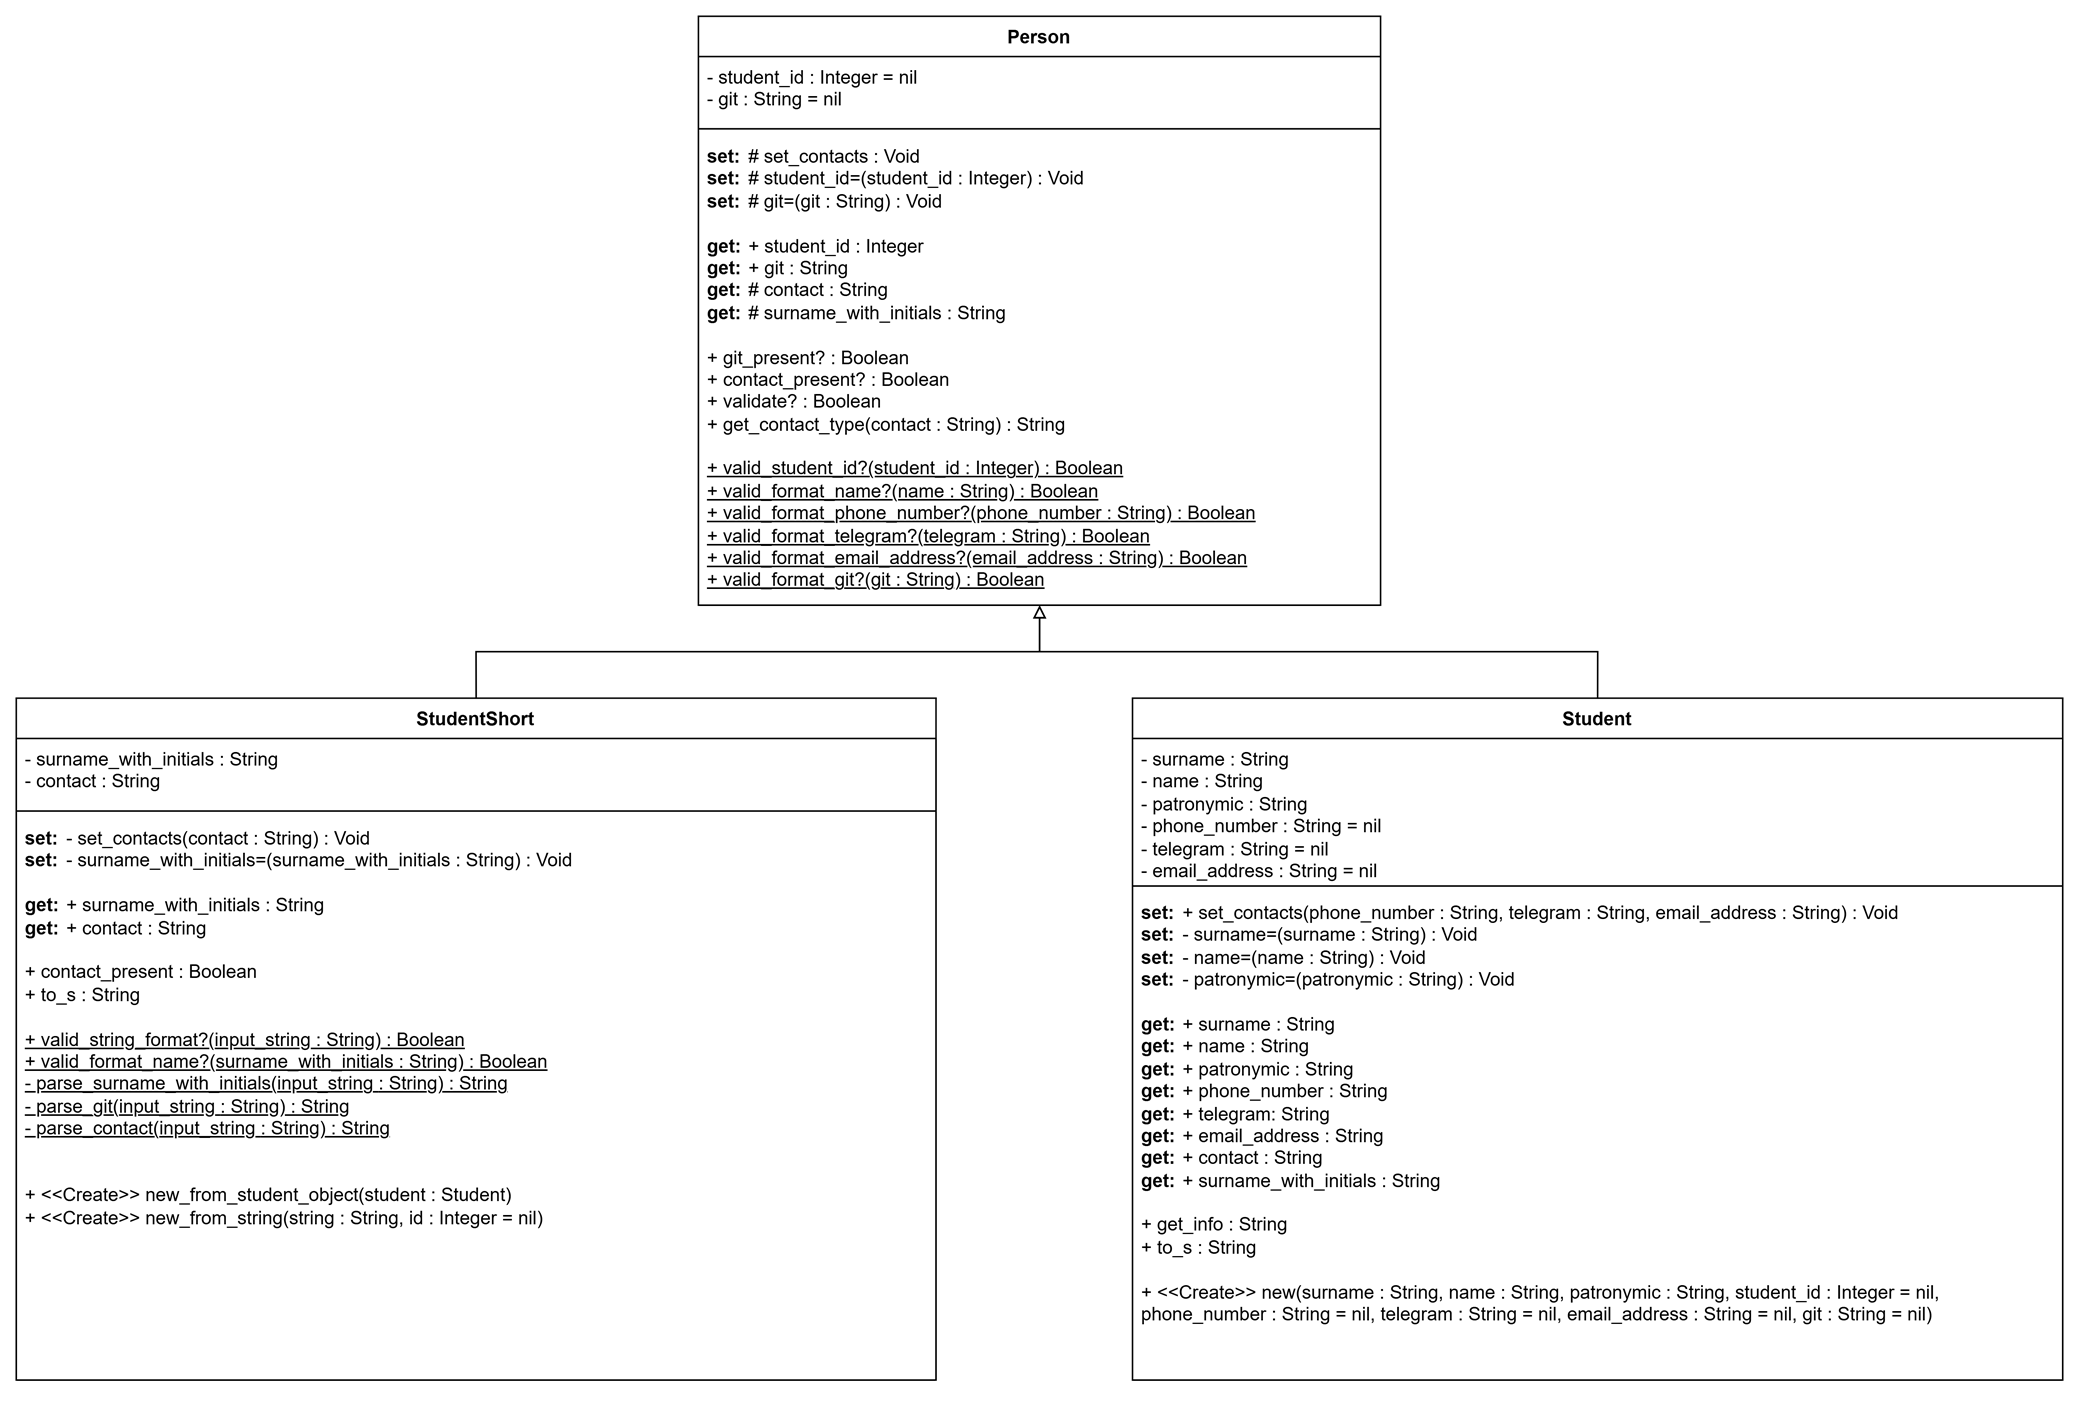 Person
- student_id : Integer = nil
- git : String = nil
set: # set_contacts : Void
set: # student_id=(student_id : Integer) : Void
set: # git=(git : String) : Void
get: + student_id : Integer
get: + git : String
get: # contact : String
get: # surname_with_initials : String
+ git_present? : Boolean
+ contact_present? : Boolean
+ validate? : Boolean
+ get_contact_type(contact : String) : String
+ valid_student_id?(student_id : Integer) : Boolean
+ valid_format_name?(name : String) : Boolean
+ valid_format_phone_number?(phone_number : String) : Boolean
+ valid_format_telegram?(telegram : String) : Boolean
+ valid_format_email_address?(email_address : String) : Boolean
+ valid_format_git?(git : String) : Boolean
StudentShort
- surname_with_initials : String
- contact : String
set: - set_contacts(contact : String) : Void
set: - surname_with_initials=(surname_with_initials : String) : Void
get: + surname_with_initials : String
get: + contact : String
+ contact_present : Boolean
+ to_s : String
+ valid_string_format?(input_string : String) : Boolean
+ valid_format_name?(surname_with_initials : String) : Boolean
- parse_surname_with_initials(input_string : String) : String
- parse_git(input_string : String) : String
- parse_contact(input_string : String) : String
+ <<Create>> new_from_student_object(student : Student)
+ <<Create>> new_from_string(string : String, id : Integer = nil)
Student
- surname : String
- name : String
- patronymic : String
- phone_number : String = nil
- telegram : String = nil
- email_address : String = nil
set: + set_contacts(phone_number : String, telegram : String, email_address : String) : Void
set: - surname=(surname : String) : Void
set: - name=(name : String) : Void
set: - patronymic=(patronymic : String) : Void
get: + surname : String
get: + name : String
get: + patronymic : String
get: + phone_number : String
get: + telegram: String
get: + email_address : String
get: + contact : String
get: + surname_with_initials : String
+ get_info : String
+ to_s : String
+ <<Create>> new(surname : String, name : String, patronymic : String, student_id : Integer = nil,
phone_number : String = nil, telegram : String = nil, email_address : String = nil, git : String = nil)